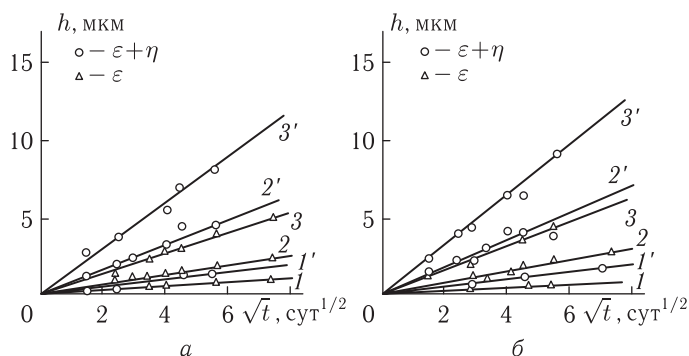 h, мкм
○ – ε+η
△ – ε
15
10
5
0
2
4
6
√t, сут^1/2
3′
2′
3
2
1′
1
а
h, мкм
○ – ε+η
△ – ε
15
10
5
0
2
4
6
√t, сут^1/2
3′
2′
3
2
1′
1
б